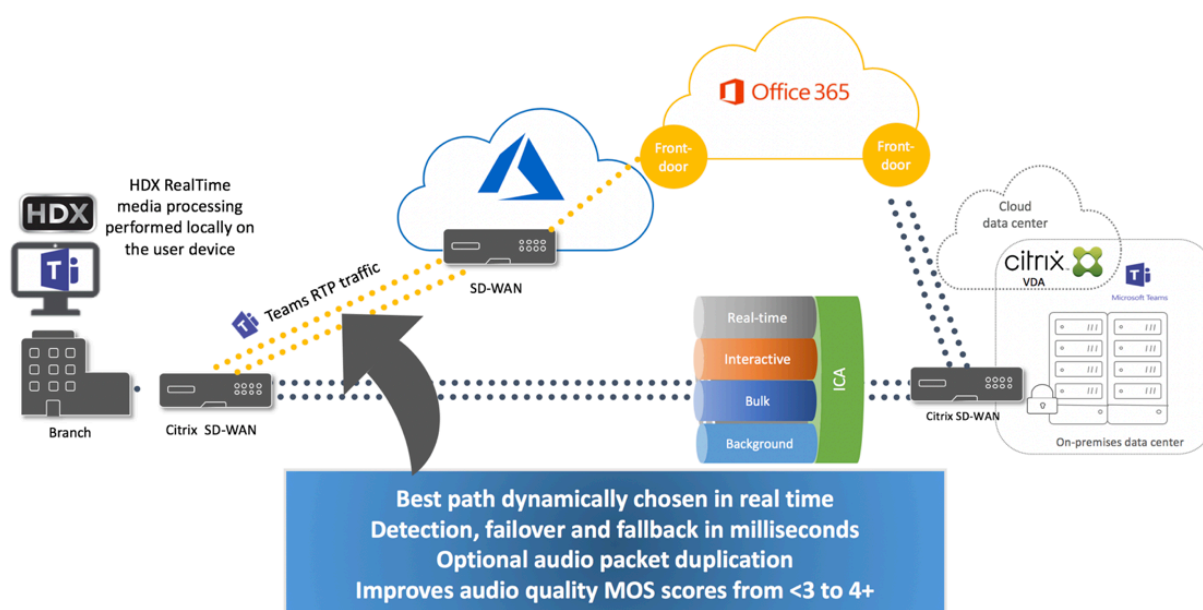 Office 365
Front-
door
Front-
door
HDX
HDX RealTime
media processing
performed locally on
the user device
Cloud
data center
citrix
VDA
Microsoft Teams
SD-WAN
Teams RTP traffic
Real-time
Interactive
Bulk
Background
ICA
Branch
Citrix SD-WAN
Citrix SD-WAN
On-premises data center
Best path dynamically chosen in real time
Detection, failover and fallback in milliseconds
Optional audio packet duplication
Improves audio quality MOS scores from <3 to 4+